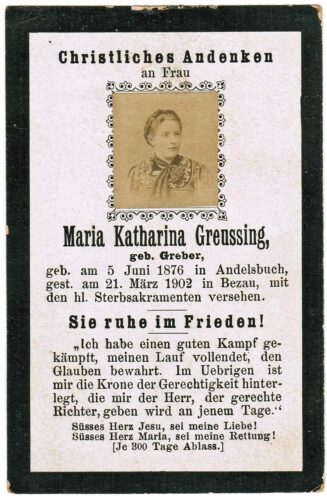 Christliches Andenken
an Frau
Maria Katharina Greussing,
geb. Greber,
geb. am 5 Juni 1876 in Andelsbuch,
gest. am 21. März 1902 in Bezau, mit
den hl. Sterbsakramenten versehen.
Sie ruhe im Frieden!
„Ich habe einen guten Kampf ge-
kämpft, meinen Lauf vollendet, den
Glauben bewahrt. Im Uebrigen ist
mir die Krone der Gerechtigkeit hinter-
legt, die mir der Herr, der gerechte
Richter, geben wird an jenem Tage.“
Süsses Herz Jesu, sei meine Liebe!
Süsses Herz Maria, sei meine Rettung!
[Je 300 Tage Ablass.]